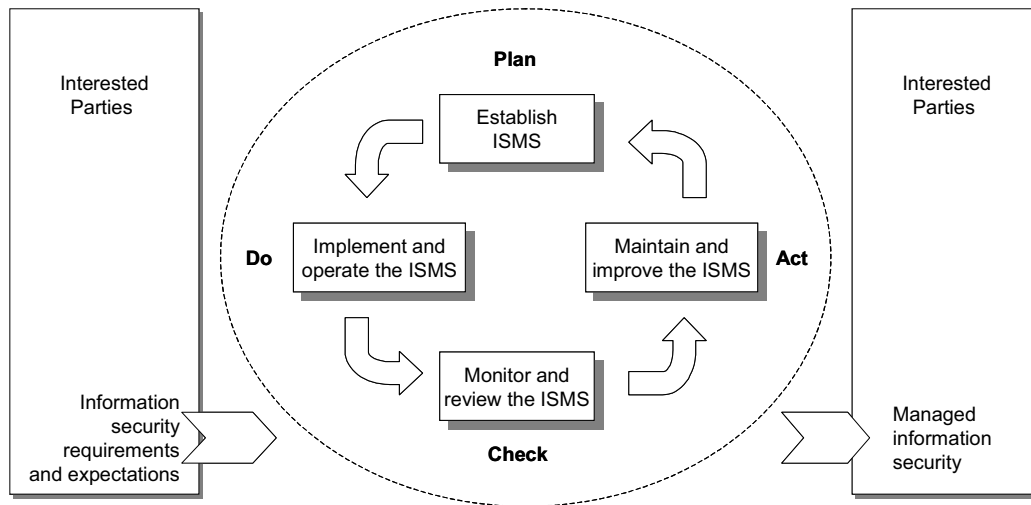 Interested
Parties
Information
security
requirements
and expectations
Plan
Establish
ISMS
Do
Implement and
operate the ISMS
Maintain and
improve the ISMS
Act
Monitor and
review the ISMS
Check
Interested
Parties
Managed
information
security